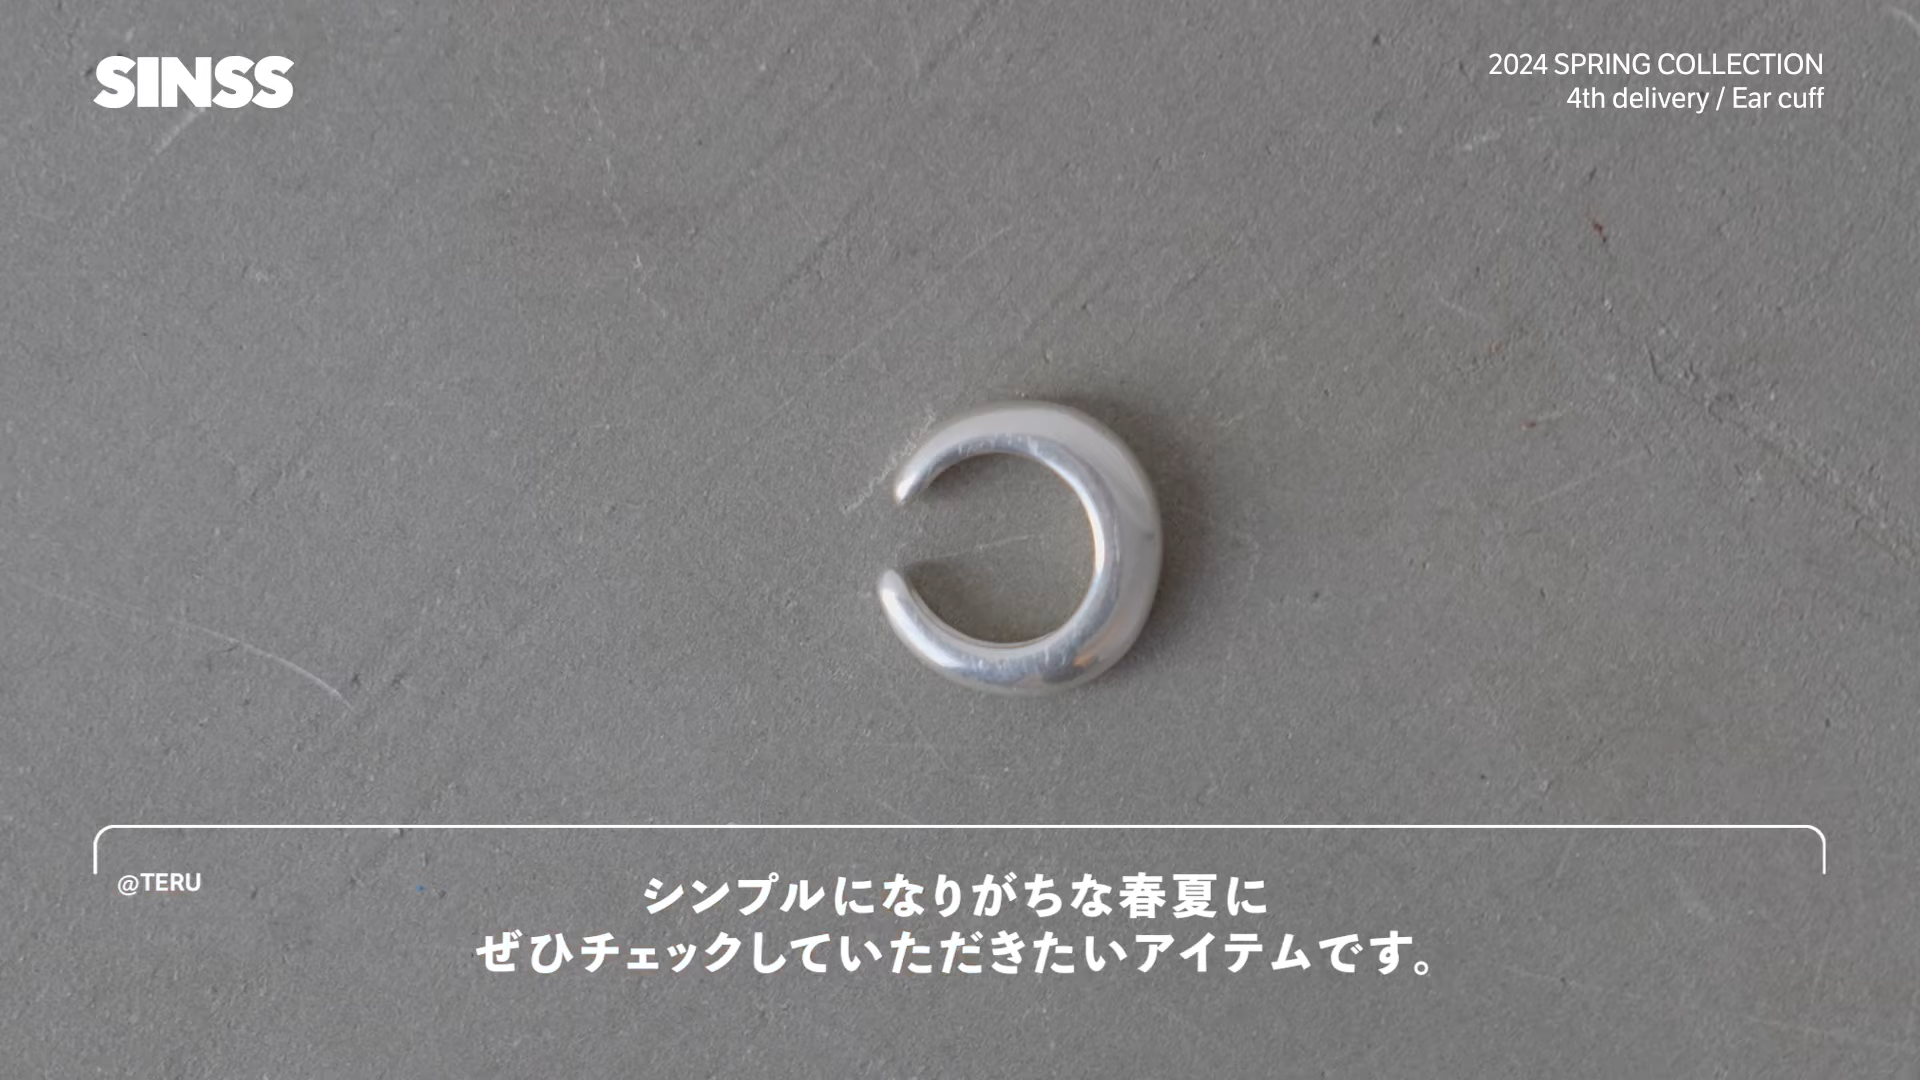 SINSS
2024 SPRING COLLECTION
4th delivery / Ear cuff
@TERU
シンプルになりがちな春夏に
ぜひチェックしていただきたいアイテムです。